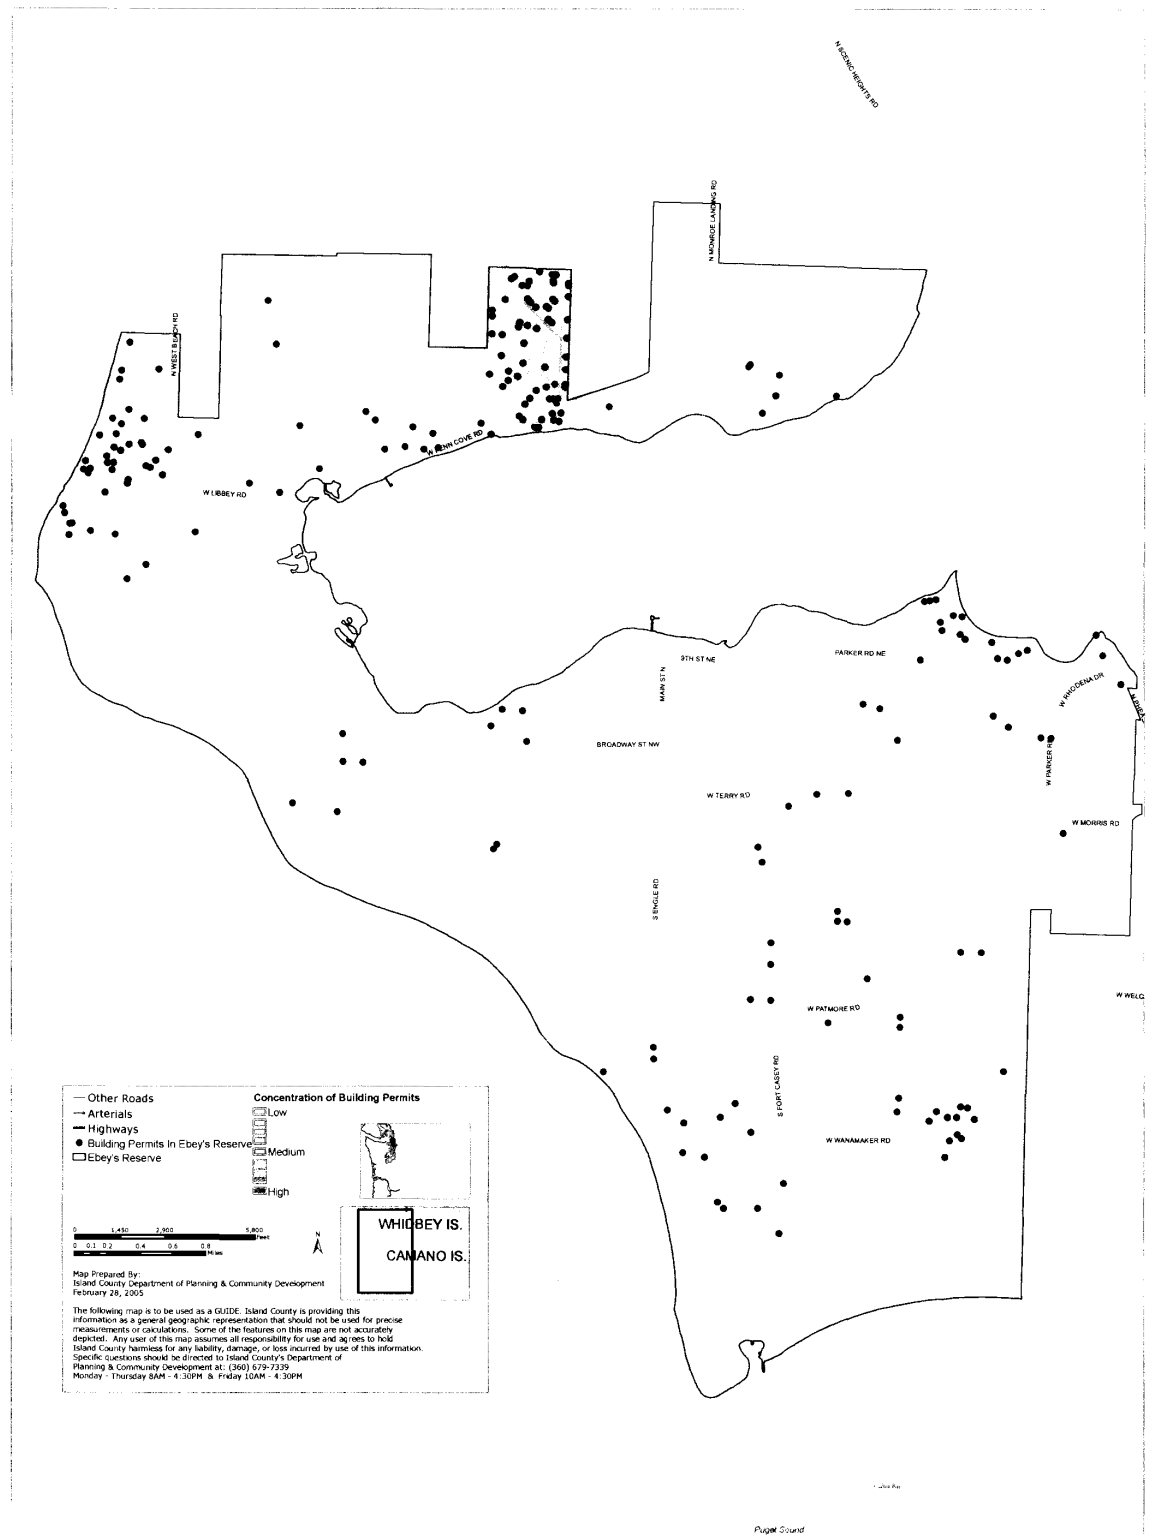 N SCENIC HEIGHTS RD
N MONROE LANDING RD
N WEST BEACH RD
W PENN COVE RD
W LIBBEY RD
9TH ST NE
PARKER RD NE
MAIN ST N
W RHODENA DR
BROADWAY ST NW
W PARKER RD
W TERRY RD
W MORRIS RD
S ENGLE RD
W PATMORE RD
S FORT CASEY RD
W WANAMAKER RD
Other Roads
Arterials
Highways
Building Permits In Ebey's Reserve
Ebey's Reserve
Concentration of Building Permits
Low
Medium
High
WHIDBEY IS.
CAMANO IS.
N
0 1,450 2,900 5,800
Feet
0 0.1 0.2 0.4 0.6 0.8
Miles
Map Prepared By:
Island County Department of Planning & Community Development
February 28, 2005
The following map is to be used as a GUIDE. Island County is providing this
information as a general geographic representation that should not be used for precise
measurements or calculations. Some of the features on this map are not accurately
depicted. Any user of this map assumes all responsibility for use and agrees to hold
Island County harmless for any liability, damage, or loss incurred by use of this information.
Specific questions should be directed to Island County's Department of
Planning & Community Development at: (360) 679-7339
Monday - Thursday 8AM - 4:30PM & Friday 10AM - 4:30PM
Puget Sound